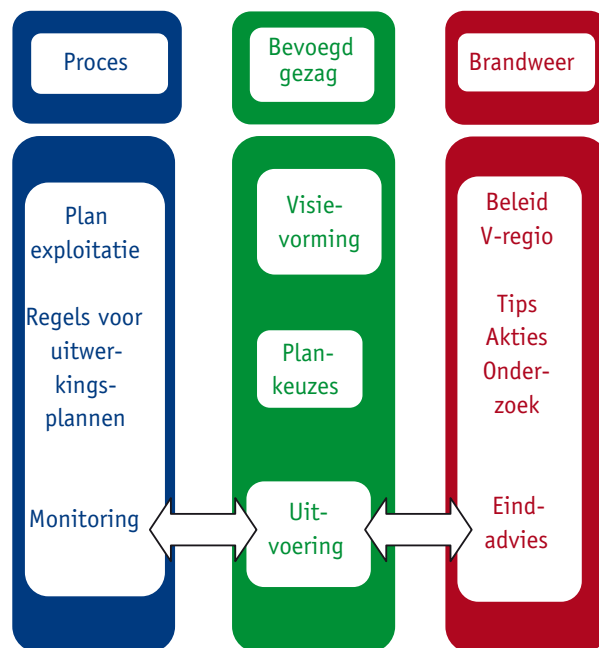 Proces
Bevoegd
gezag
Brandweer
Plan
exploitatie
Regels voor
uitwer-
kings-
plannen
Monitoring
Visie-
vorming
Plan-
keuzes
Uit-
voering
Beleid
V-regio
Tips
Akties
Onder-
zoek
Eind-
advies